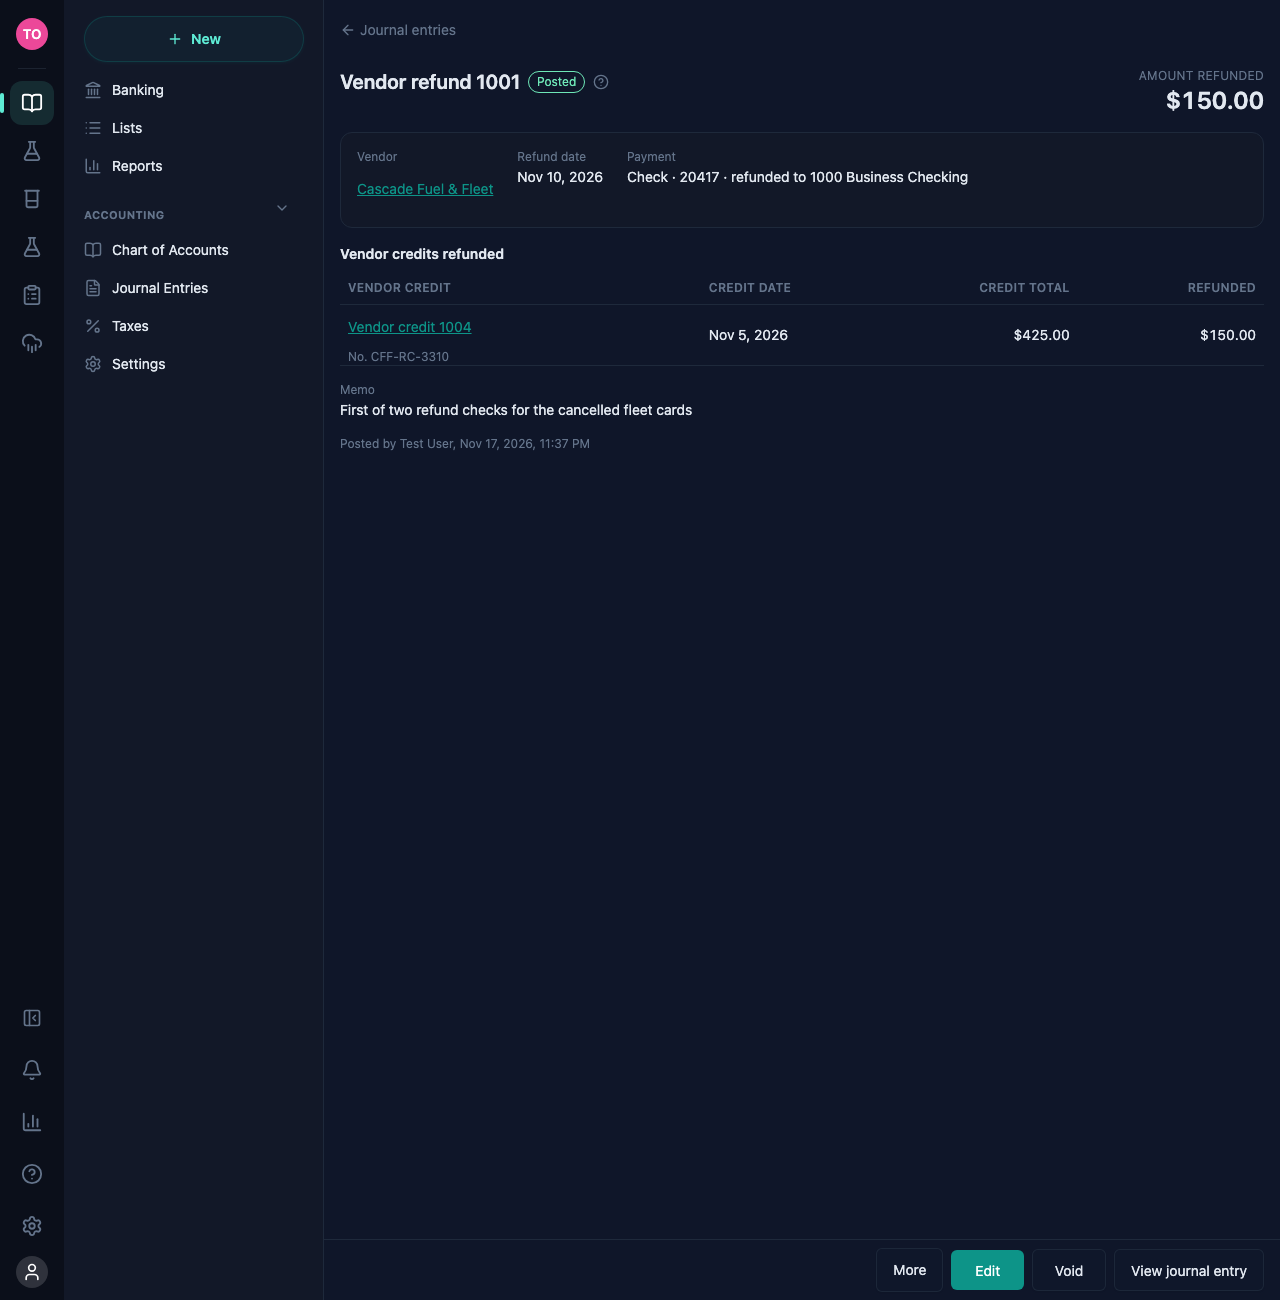 TO
New
Banking
Lists
Reports
ACCOUNTING
Chart of Accounts
Journal Entries
Taxes
Settings
Journal entries
Vendor refund 1001 Posted
AMOUNT REFUNDED
$150.00
Vendor Refund date Payment
Cascade Fuel & Fleet Nov 10, 2026 Check · 20417 · refunded to 1000 Business Checking
Vendor credits refunded
VENDOR CREDIT CREDIT DATE CREDIT TOTAL REFUNDED
Vendor credit 1004 Nov 5, 2026 $425.00 $150.00
No. CFF-RC-3310
Memo
First of two refund checks for the cancelled fleet cards
Posted by Test User, Nov 17, 2026, 11:37 PM
More Edit Void View journal entry